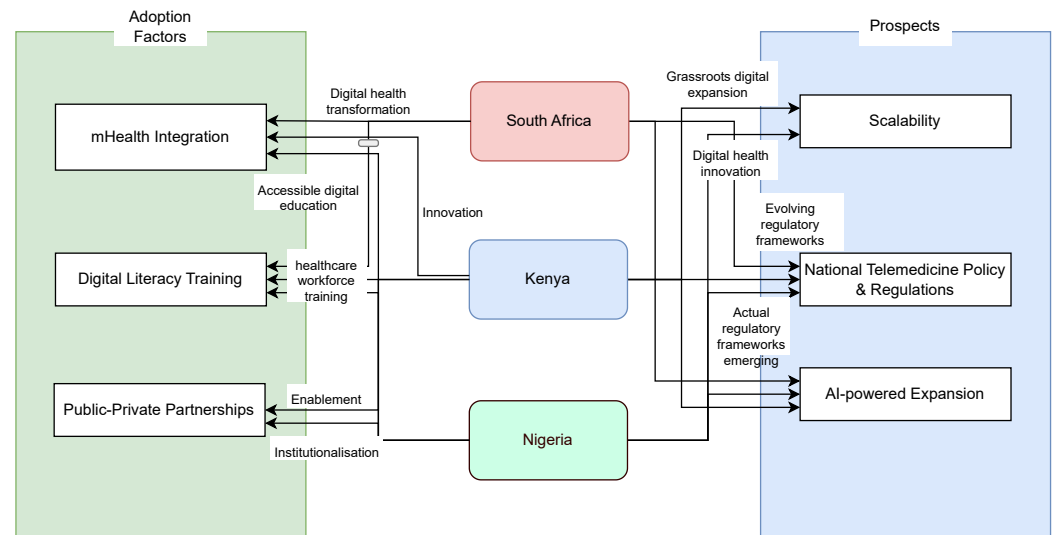 Adoption
Factors
Prospects
mHealth Integration
Digital health
transformation
South Africa
Grassroots digital
expansion
Scalability
Digital health
innovation
Accessible digital
education
Innovation
Evolving
regulatory
frameworks
Digital Literacy Training
healthcare
workforce
training
Kenya
National Telemedicine Policy
& Regulations
Actual
regulatory
frameworks
emerging
Public-Private Partnerships
Enablement
Institutionalisation
Nigeria
AI-powered Expansion